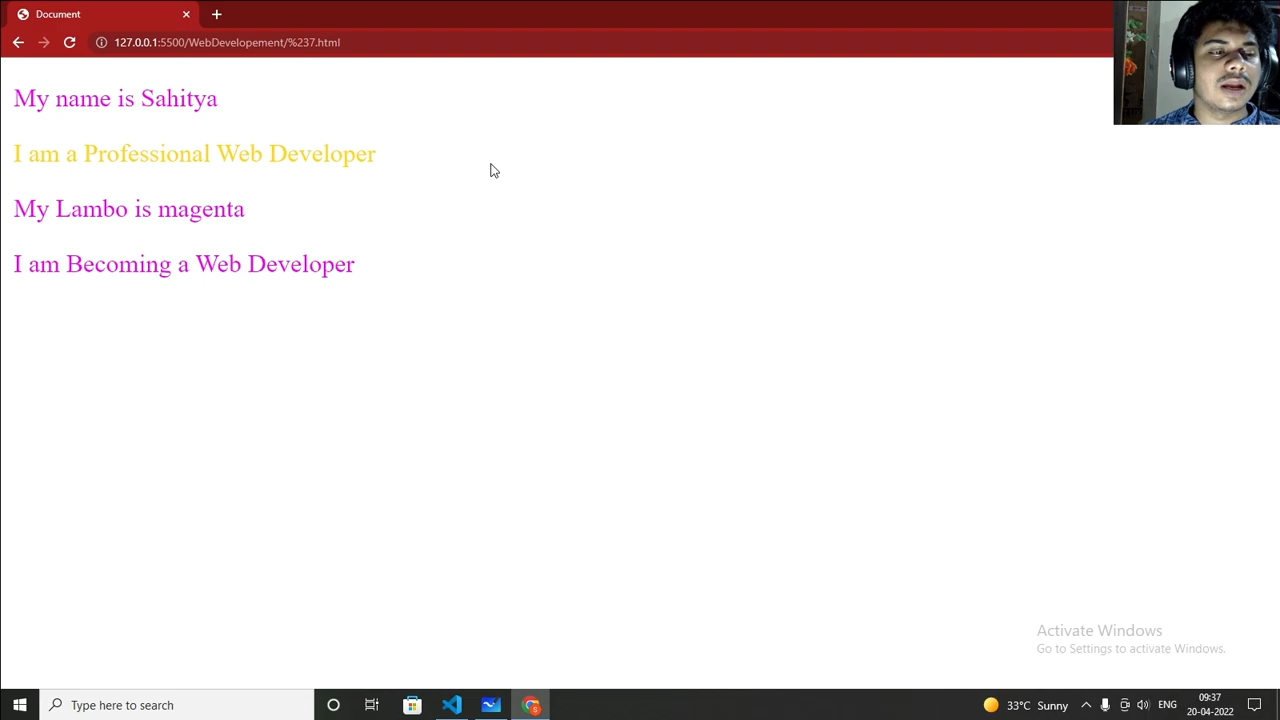 Document
127.0.0.1:5500/WebDevelopement/%237.html
My name is Sahitya
I am a Professional Web Developer
My Lambo is magenta
I am Becoming a Web Developer
Activate Windows
Go to Settings to activate Windows.
Type here to search
S
33°C Sunny
ENG
09:37
20-04-2022